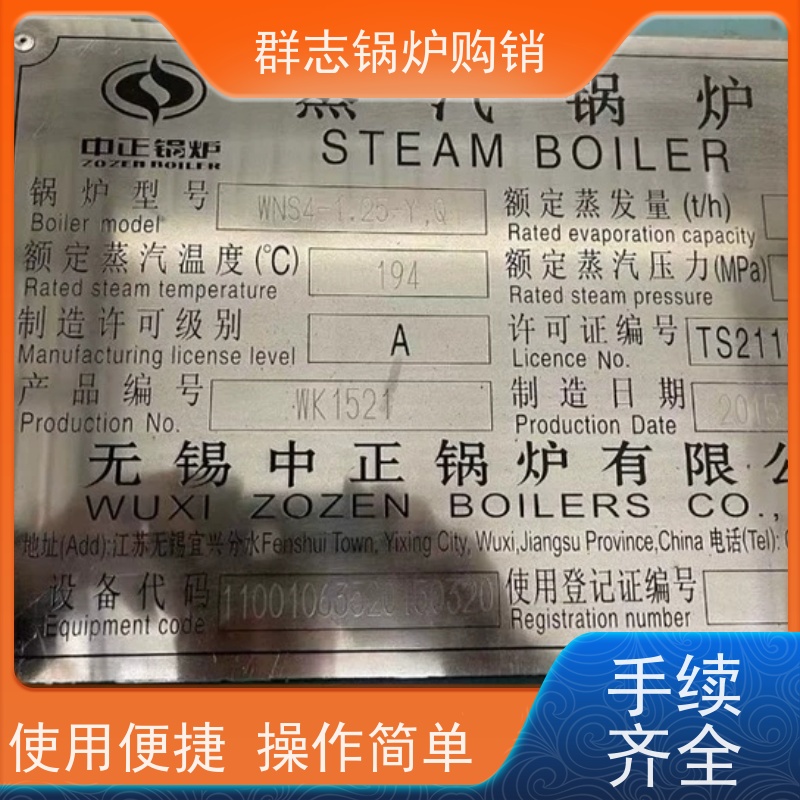 群志锅炉购销
蒸汽锅炉
中正锅炉
ZOZEN BOILER
STEAM BOILER
锅炉型号 WNS4-1.25-Y.Q 额定蒸发量(t/h)
Boiler model Rated evaporation capacity
额定蒸汽温度(℃) 194 额定蒸汽压力(MPa)
Rated steam temperature Rated steam pressure
制造许可级别 A 许可证编号 TS211
Manufacturing license level Licence No.
产品编号 WK1521 制造日期 2015
Production No. Production Date
无锡中正锅炉有限公
WUXI ZOZEN BOILERS CO.,
地址(Add):江苏无锡宜兴分水Fenshui Town, Yixing City, Wuxi,Jiangsu Province,China 电话(Tel):
设备代码 使用登记证编号
Equipment code Registration number
使用便捷 操作简单
手续
齐全